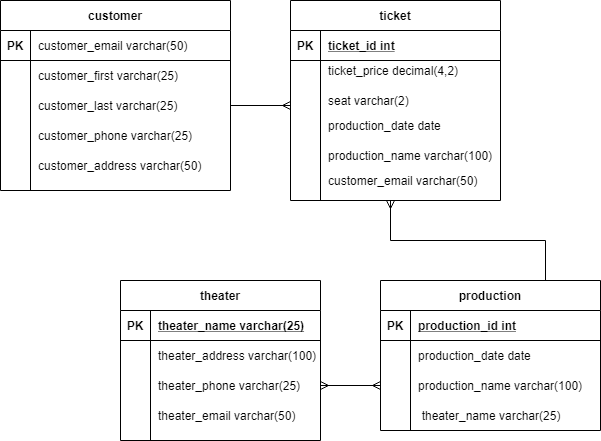 customer
PK customer_email varchar(50)
customer_first varchar(25)
customer_last varchar(25)
customer_phone varchar(25)
customer_address varchar(50)
ticket
PK ticket_id int
ticket_price decimal(4,2)
seat varchar(2)
production_date date
production_name varchar(100)
customer_email varchar(50)
theater
PK theater_name varchar(25)
theater_address varchar(100)
theater_phone varchar(25)
theater_email varchar(50)
production
PK production_id int
production_date date
production_name varchar(100)
theater_name varchar(25)